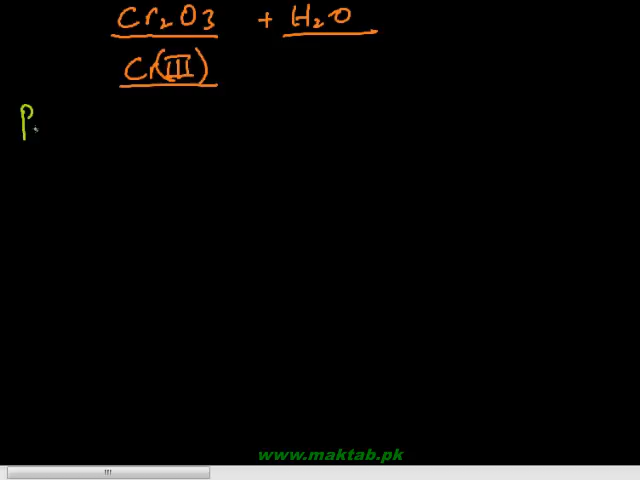 Cr₂O₃ + H₂O
Cr(III)
P.
www.maktab.pk